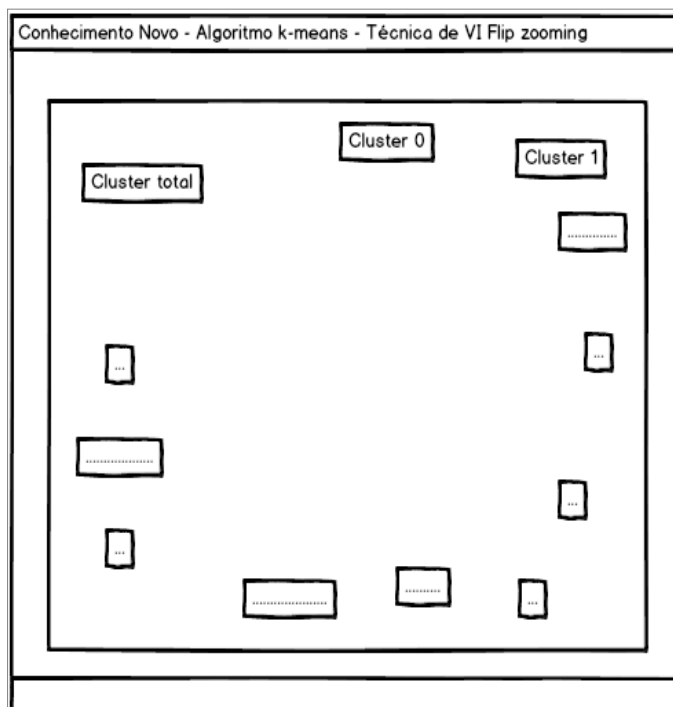 Conhecimento Novo - Algoritmo k-means - Técnica de VI Flip zooming
Cluster 0
Cluster 1
Cluster total
...............
...
...
.....................
...
...
.......................
...........
...